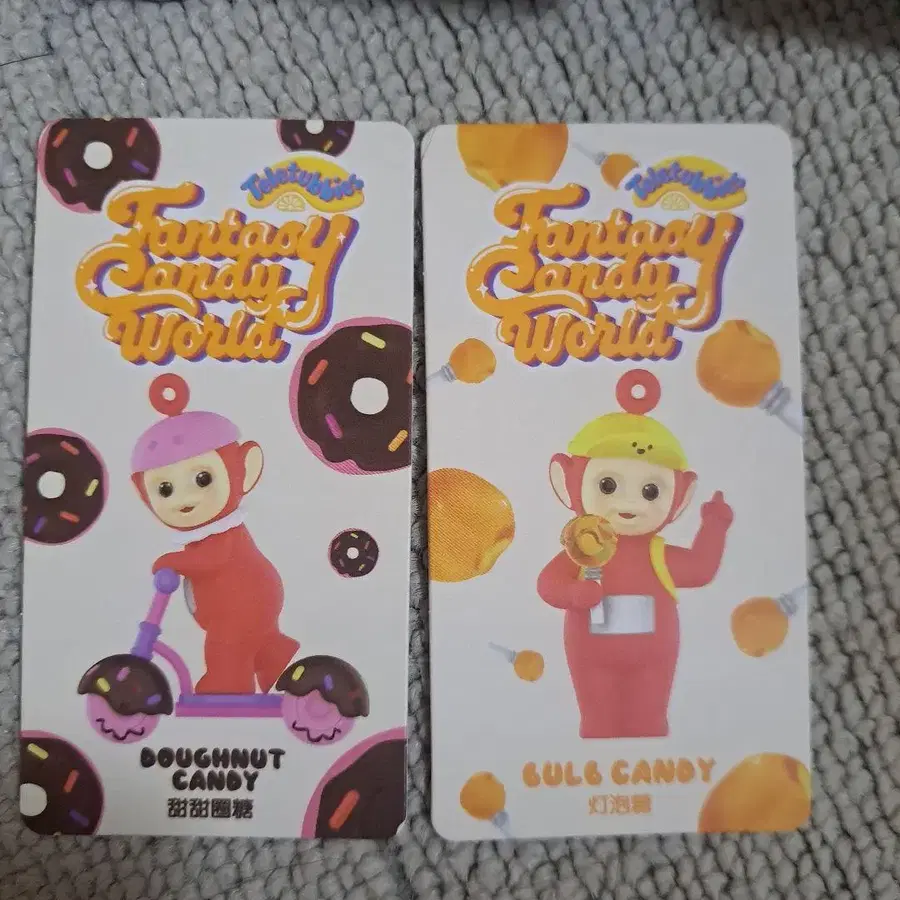 Teletubbies
Fantasy
Candy
World
DOUGHNUT
CANDY
甜甜圈糖
Teletubbies
Fantasy
Candy
World
BULB CANDY
灯泡糖